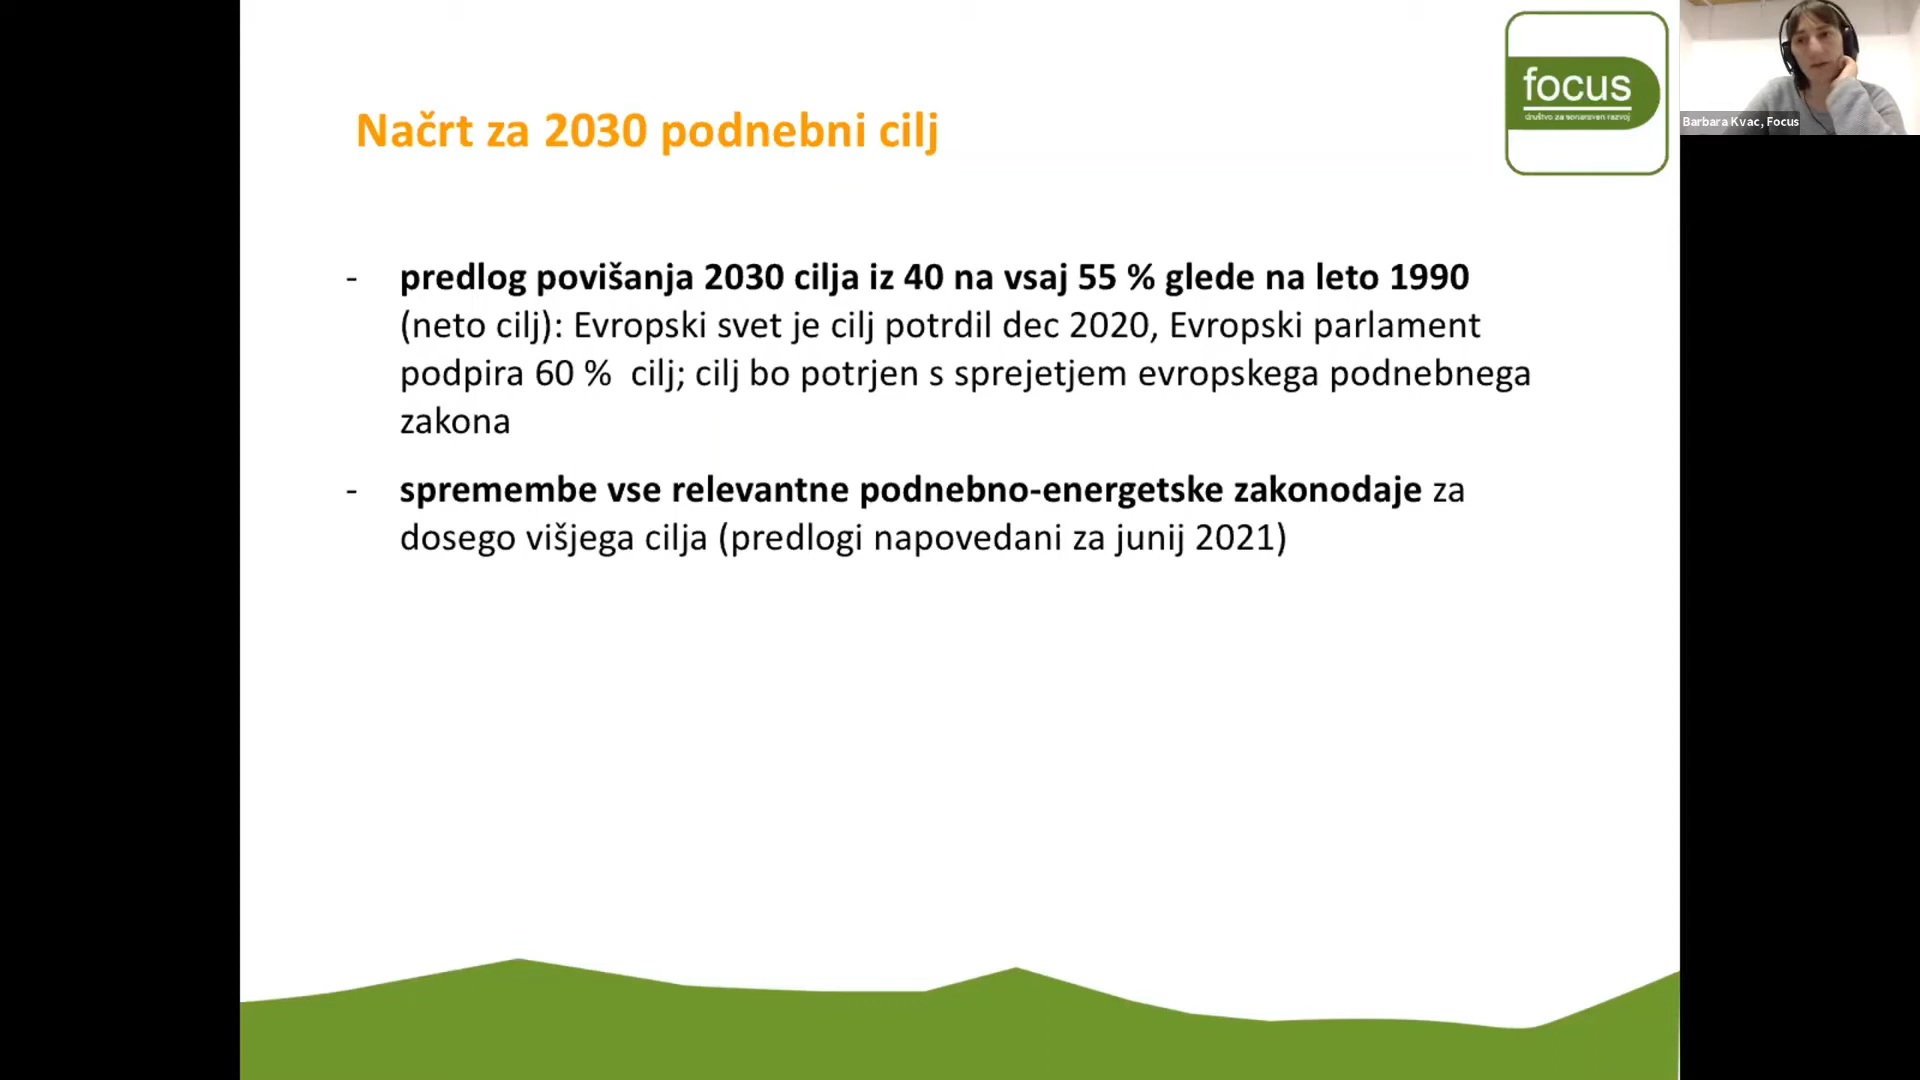 Načrt za 2030 podnebni cilj
focus
društvo za sonaraven razvoj
Barbara Kvac, Focus
- predlog povišanja 2030 cilja iz 40 na vsaj 55 % glede na leto 1990
(neto cilj): Evropski svet je cilj potrdil dec 2020, Evropski parlament
podpira 60 % cilj; cilj bo potrjen s sprejetjem evropskega podnebnega
zakona
- spremembe vse relevantne podnebno-energetske zakonodaje za
dosego višjega cilja (predlogi napovedani za junij 2021)